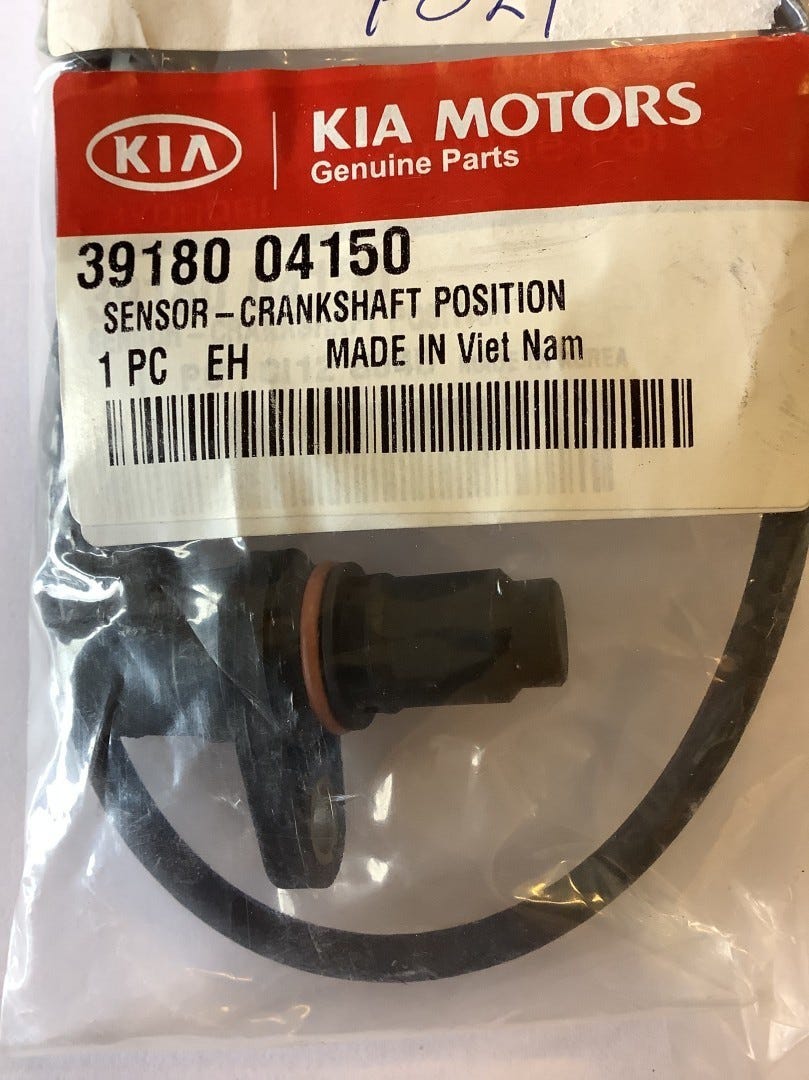 KIA
KIA MOTORS
Genuine Parts
39180 04150
SENSOR-CRANKSHAFT POSITION
1 PC EH MADE IN Viet Nam